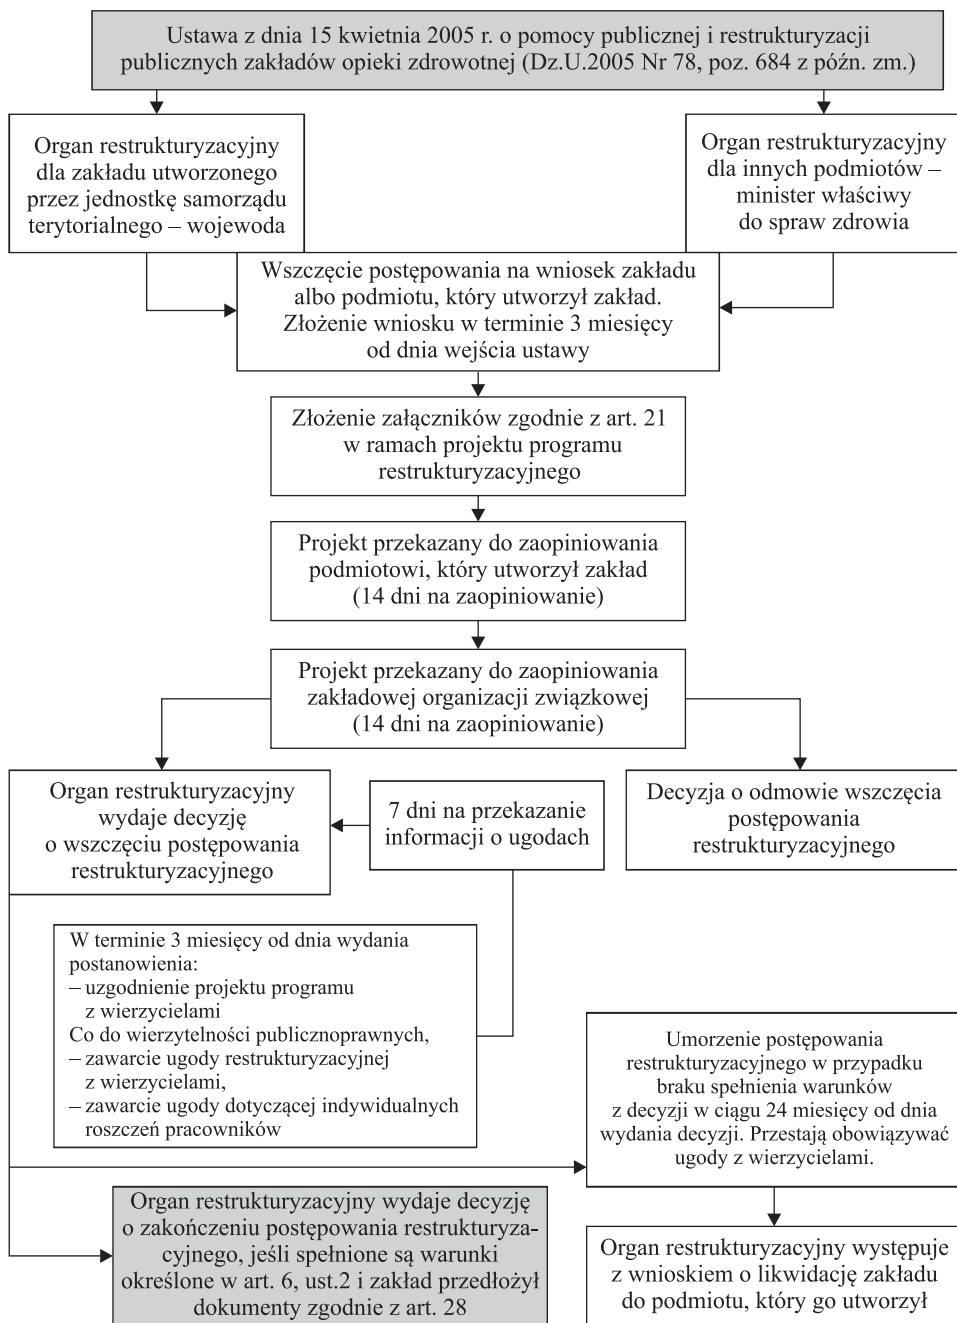 Ustawa z dnia 15 kwietnia 2005 r. o pomocy publicznej i restrukturyzacji
publicznych zakładów opieki zdrowotnej (Dz.U.2005 Nr 78, poz. 684 z późn. zm.)
Organ restrukturyzacyjny
dla zakładu utworzonego
przez jednostkę samorządu
terytorialnego – wojewoda
Organ restrukturyzacyjny
dla innych podmiotów –
minister właściwy
do spraw zdrowia
Wszczęcie postępowania na wniosek zakładu
albo podmiotu, który utworzył zakład.
Złożenie wniosku w terminie 3 miesięcy
od dnia wejścia ustawy
Złożenie załączników zgodnie z art. 21
w ramach projektu programu
restrukturyzacyjnego
Projekt przekazany do zaopiniowania
podmiotowi, który utworzył zakład
(14 dni na zaopiniowanie)
Projekt przekazany do zaopiniowania
zakładowej organizacji związkowej
(14 dni na zaopiniowanie)
Organ restrukturyzacyjny
wydaje decyzję
o wszczęciu postępowania
restrukturyzacyjnego
7 dni na przekazanie
informacji o ugodach
Decyzja o odmowie wszczęcia
postępowania
restrukturyzacyjnego
W terminie 3 miesięcy od dnia wydania
postanowienia:
– uzgodnienie projektu programu
z wierzycielami
Co do wierzytelności publicznoprawnych,
– zawarcie ugody restrukturyzacyjnej
z wierzycielami,
– zawarcie ugody dotyczącej indywidualnych
roszczeń pracowników
Umorzenie postępowania
restrukturyzacyjnego w przypadku
braku spełnienia warunków
z decyzji w ciągu 24 miesięcy od dnia
wydania decyzji. Przestają obowiązywać
ugody z wierzycielami.
Organ restrukturyzacyjny wydaje decyzję
o zakończeniu postępowania restrukturyza-
cyjnego, jeśli spełnione są warunki
określone w art. 6, ust.2 i zakład przedłożył
dokumenty zgodnie z art. 28
Organ restrukturyzacyjny występuje
z wnioskiem o likwidację zakładu
do podmiotu, który go utworzył